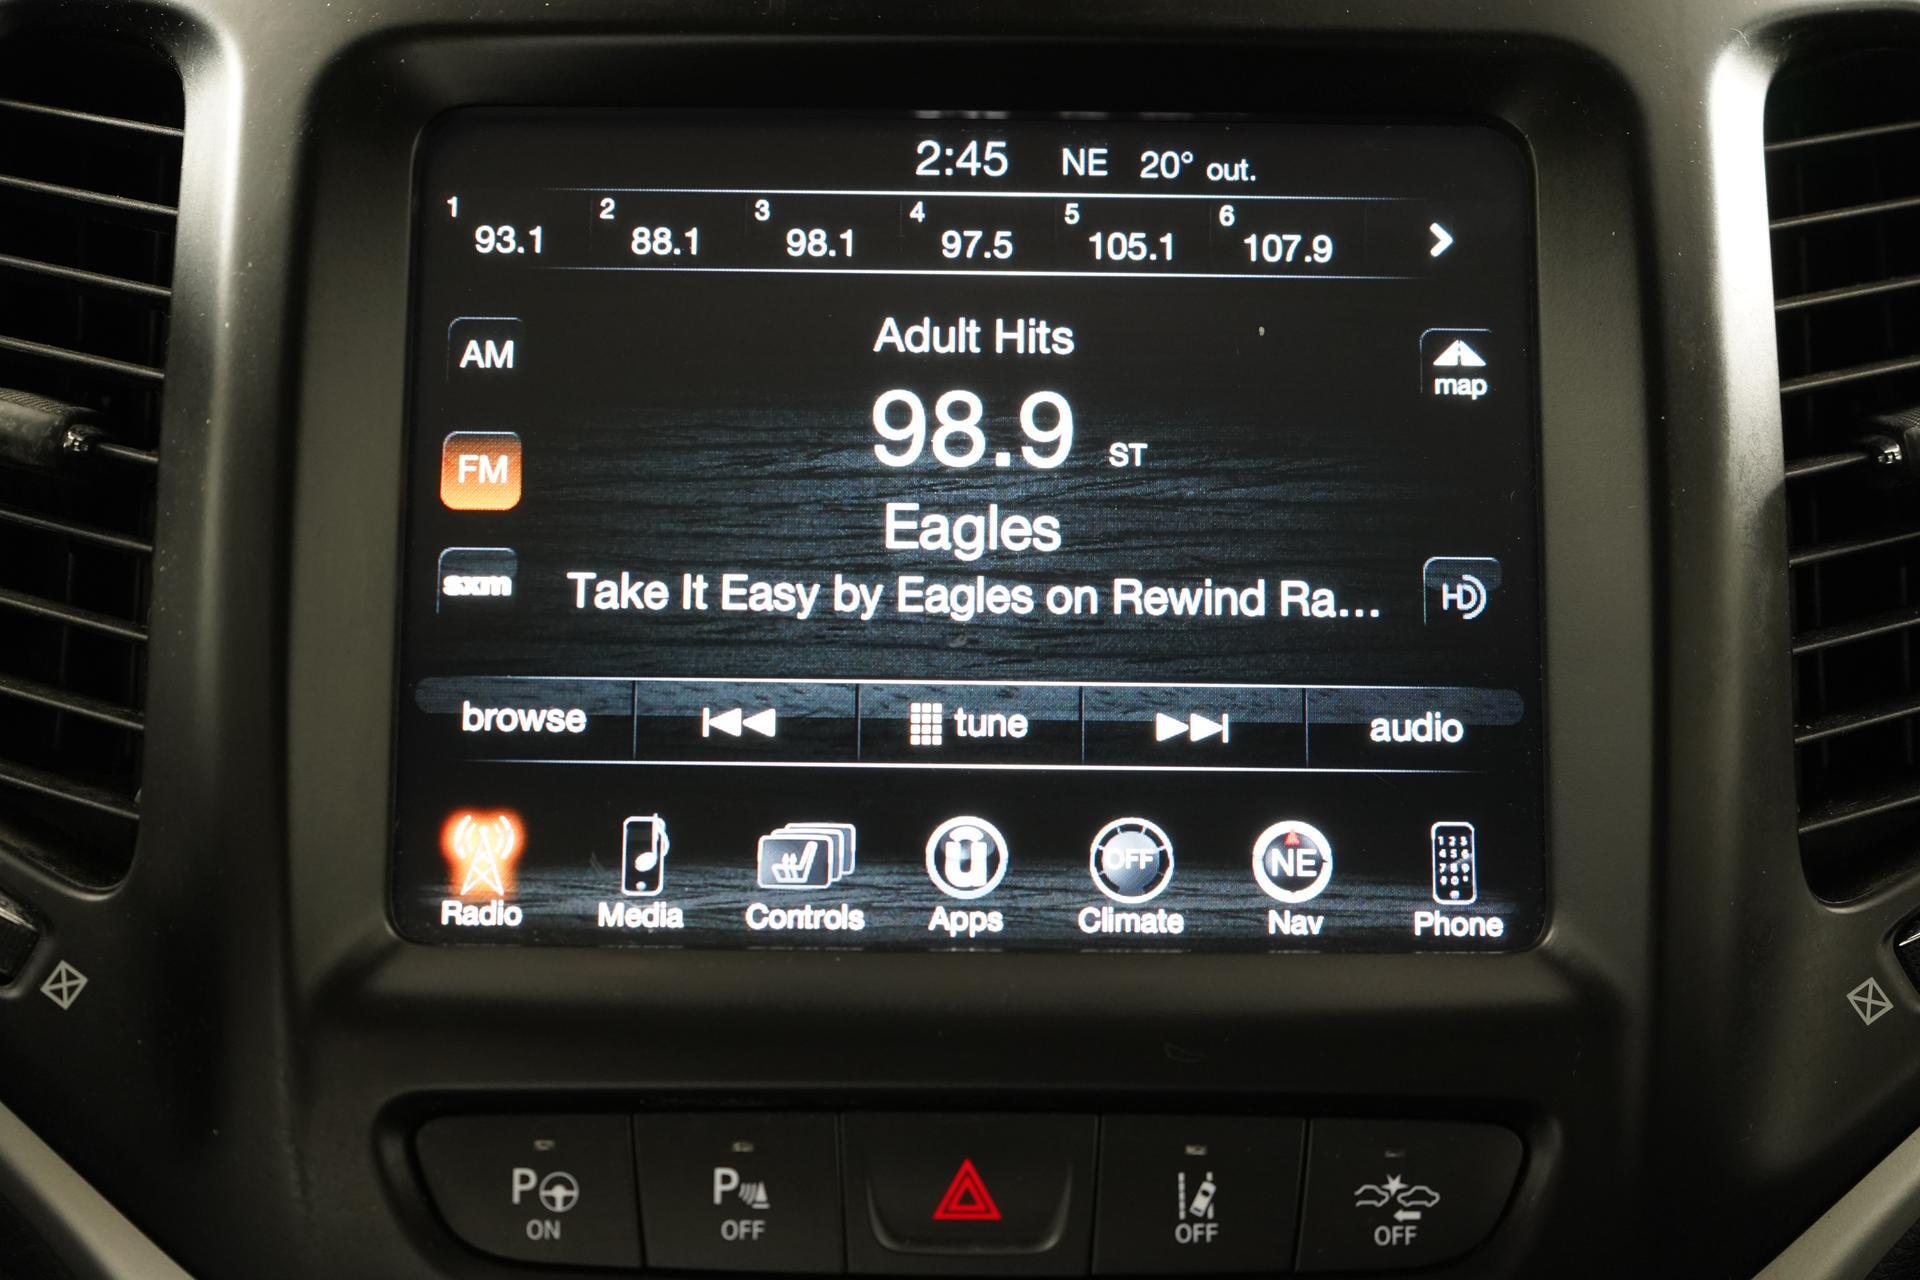 2:45 NE 20° out.
1 93.1 2 88.1 3 98.1 4 97.5 5 105.1 6 107.9
Adult Hits
AM
map
98.9 ST
FM
Eagles
sxm
Take It Easy by Eagles on Rewind Ra...
HD
browse tune audio
OFF NE
Radio Media Controls Apps Climate Nav Phone
P P
ON OFF OFF OFF